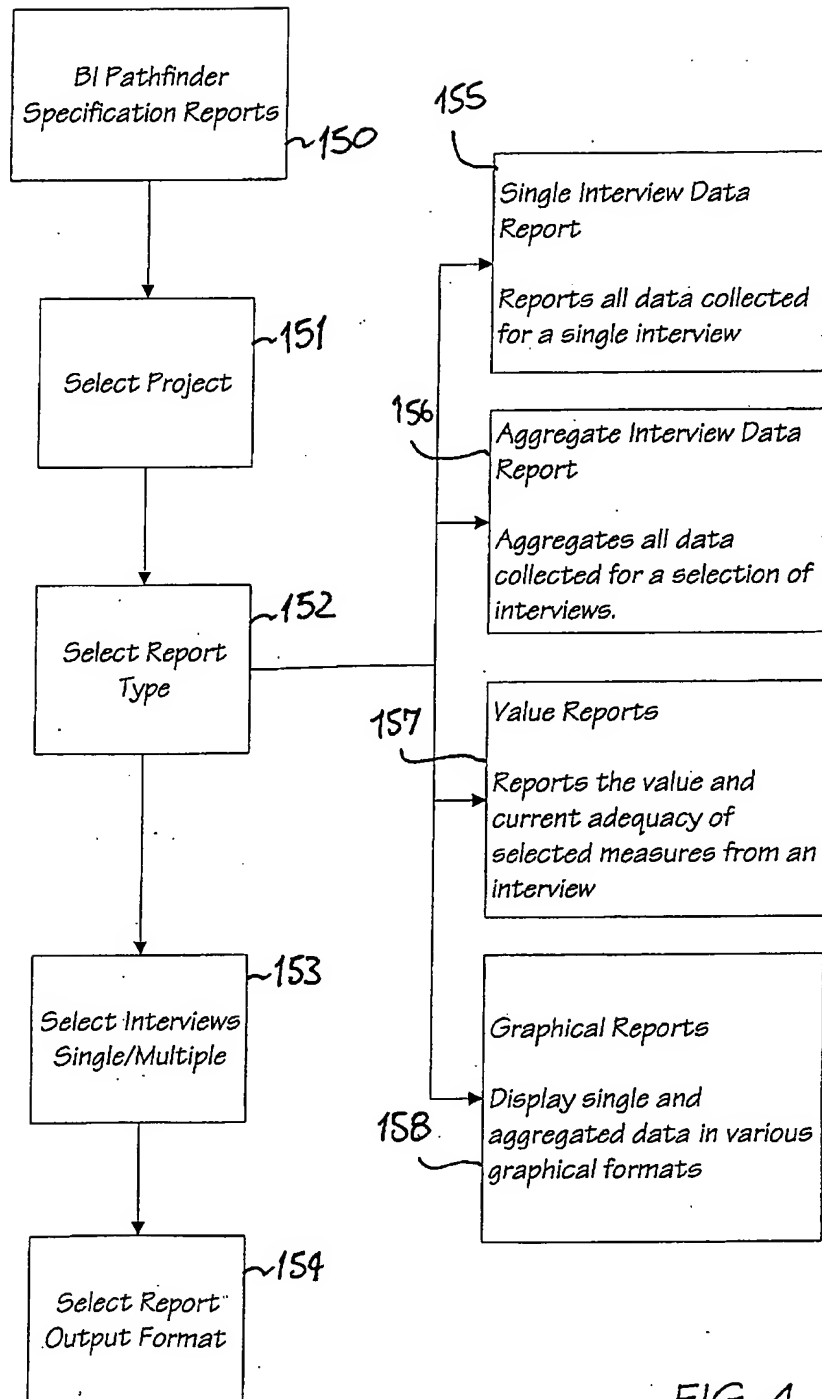 BI Pathfinder
Specification Reports
150
Select Project
151
Select Report
Type
152
Select Interviews
Single/Multiple
153
Select Report
Output Format
154
155
Single Interview Data
Report
Reports all data collected
for a single interview
156
Aggregate Interview Data
Report
Aggregates all data
collected for a selection of
interviews.
157
Value Reports
Reports the value and
current adequacy of
selected measures from an
interview
158
Graphical Reports
Display single and
aggregated data in various
graphical formats
FIG. 4